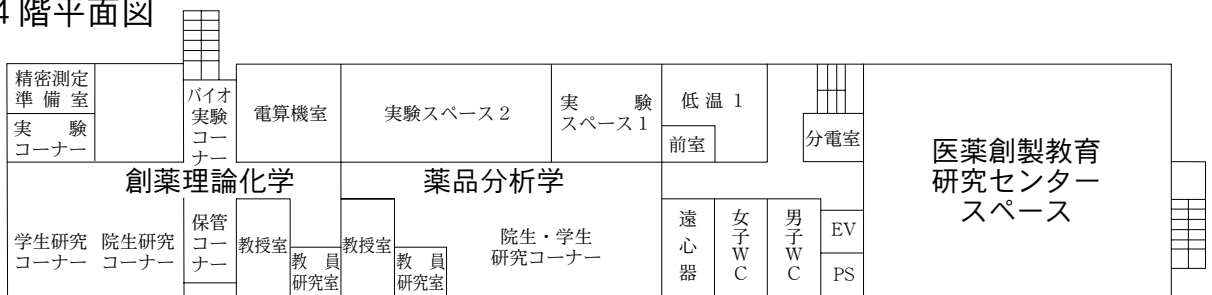 4階平面図
精密測定
準備室
実験
コーナー
バイオ
実験
コー
ナー
電算機室
実験スペース2
実験
スペース1
低温1
前室
分電室
医薬創製教育
研究センター
スペース
創薬理論化学
薬品分析学
学生研究
コーナー
院生研究
コーナー
保管
コー
ナー
教授室
教員
研究室
教授室
教員
研究室
院生・学生
研究コーナー
遠心器
女子WC
男子WC
EV
PS